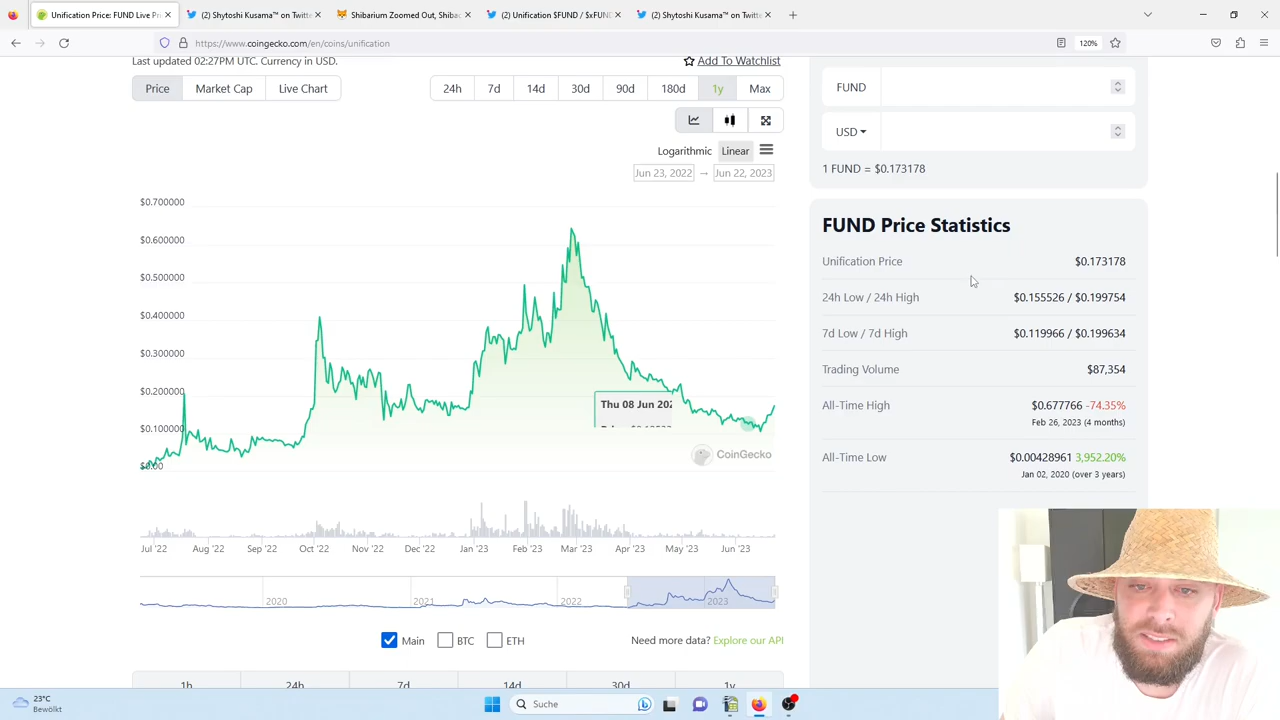 Unification Price: FUND Live Pri
(2) Shytoshi Kusama™ on Twitte
Shibarium Zoomed Out, Shibac
(2) Unification $FUND / $xFUND
(2) Shytoshi Kusama™ on Twitte
https://www.coingecko.com/en/coins/unification
120%
Last updated 02:27PM UTC. Currency in USD.
Add To Watchlist
Price Market Cap Live Chart
24h 7d 14d 30d 90d 180d 1y Max
Logarithmic Linear
Jun 23, 2022 → Jun 22, 2023
$0.700000
$0.600000
$0.500000
$0.400000
$0.300000
$0.200000
$0.100000
$0.00
Thu 08 Jun 202
CoinGecko
Jul '22 Aug '22 Sep '22 Oct '22 Nov '22 Dec '22 Jan '23 Feb '23 Mar '23 Apr '23 May '23 Jun '23
2020 2021 2022 2023
Main BTC ETH
Need more data? Explore our API
1h 24h 7d 14d 30d 1y
FUND
USD
1 FUND = $0.173178
FUND Price Statistics
Unification Price $0.173178
24h Low / 24h High $0.155526 / $0.199754
7d Low / 7d High $0.119966 / $0.199634
Trading Volume $87,354
All-Time High $0.677766 -74.35%
Feb 26, 2023 (4 months)
All-Time Low $0.00428961 3,952.20%
Jan 02, 2020 (over 3 years)
23°C
Bewölkt
Suche